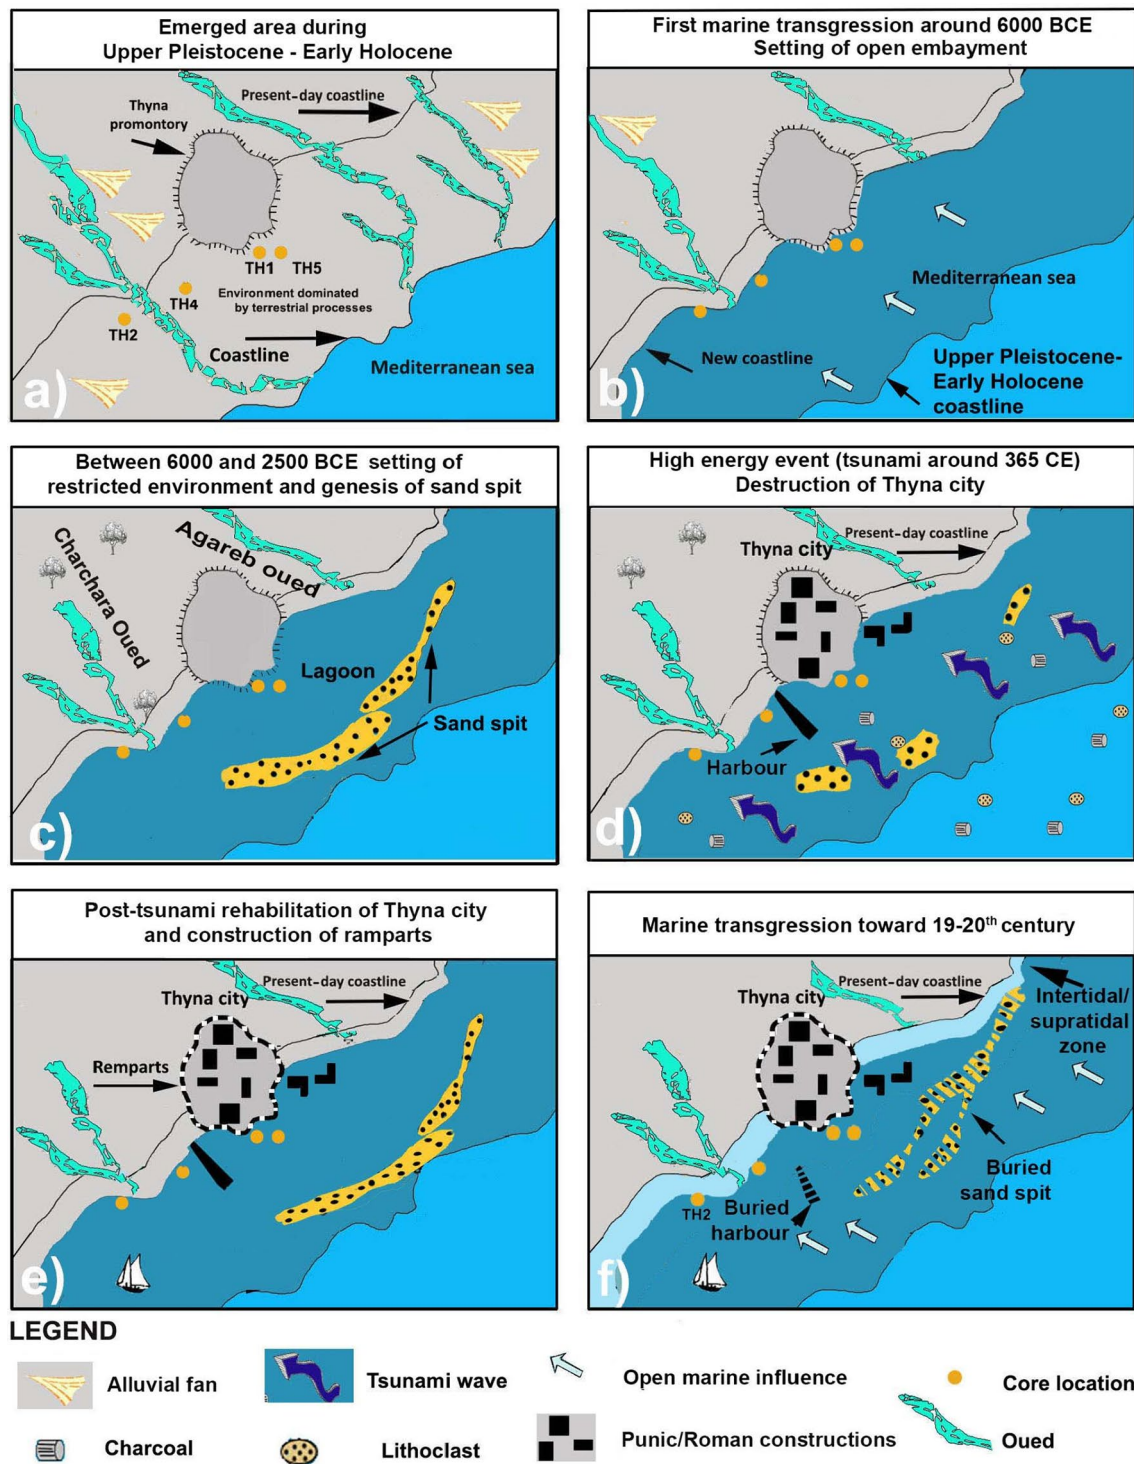 Emerged area during
Upper Pleistocene - Early Holocene
Thyna
promontory
Present-day coastline
TH1
TH5
TH4
TH2
Environment dominated
by terrestrial processes
Coastline
Mediterranean sea
a)
First marine transgression around 6000 BCE
Setting of open embayment
Mediterranean sea
New coastline
Upper Pleistocene-
Early Holocene
coastline
b)
Between 6000 and 2500 BCE setting of
restricted environment and genesis of sand spit
Charchara Oued
Agareb oued
Lagoon
Sand spit
c)
High energy event (tsunami around 365 CE)
Destruction of Thyna city
Present-day coastline
Thyna city
Harbour
d)
Post-tsunami rehabilitation of Thyna city
and construction of ramparts
Present-day coastline
Thyna city
Remparts
e)
Marine transgression toward 19-20th century
Present-day coastline
Thyna city
Intertidal/
supratidal
zone
Buried
sand spit
TH2
Buried
harbour
f)
LEGEND
Alluvial fan
Tsunami wave
Open marine influence
Core location
Charcoal
Lithoclast
Punic/Roman constructions
Oued